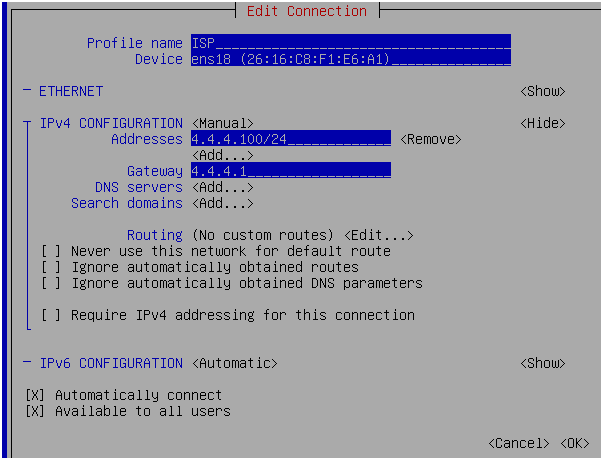 Edit Connection
Profile name ISP
Device ens18 (26:16:C8:F1:E6:A1)
ETHERNET <Show>
IPv4 CONFIGURATION <Manual> <Hide>
Addresses 4.4.4.100/24 <Remove>
<Add...>
Gateway 4.4.4.1
DNS servers <Add...>
Search domains <Add...>
Routing (No custom routes) <Edit...>
[ ] Never use this network for default route
[ ] Ignore automatically obtained routes
[ ] Ignore automatically obtained DNS parameters
[ ] Require IPv4 addressing for this connection
IPv6 CONFIGURATION <Automatic> <Show>
[X] Automatically connect
[X] Available to all users
<Cancel> <OK>